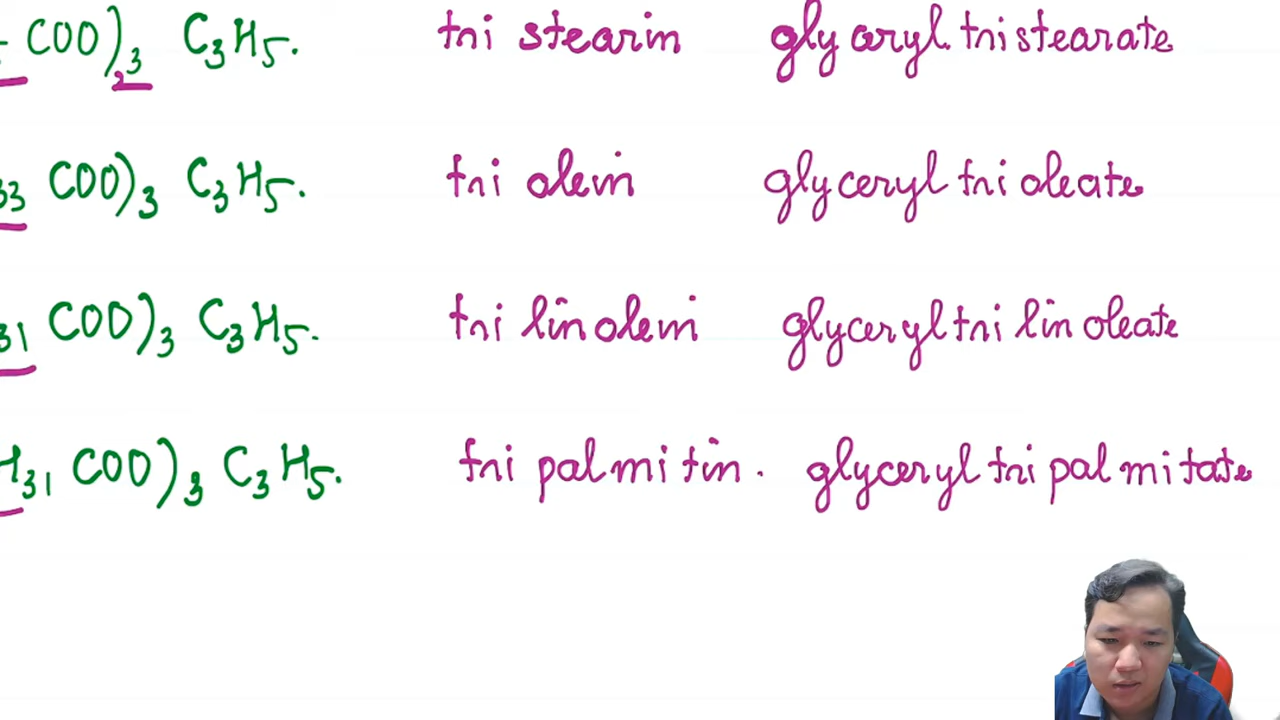 COO)₃ C₃H₅. tri stearin glyceryl tristearate
33 COO)₃ C₃H₅. tri olein glyceryl tri oleate
31 COO)₃ C₃H₅. tri linolein glyceryl tri linoleate
H₃₁ COO)₃ C₃H₅. tri palmitin. glyceryl tri palmitate